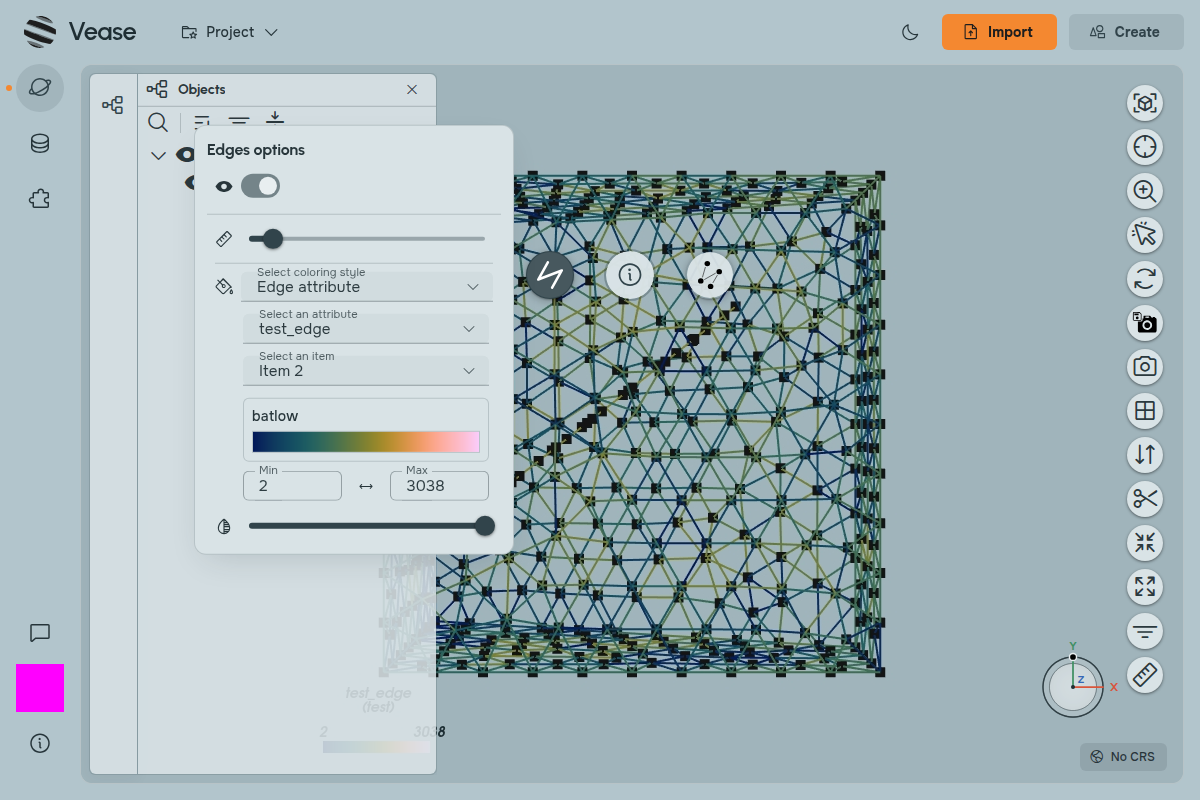 Vease
Project
Import
Create
Objects
Edges options
Select coloring style
Edge attribute
Select an attribute
test_edge
Select an item
Item 2
batlow
Min
2
Max
3038
test_edge
(test)
2
3038
Y
Z
X
No CRS